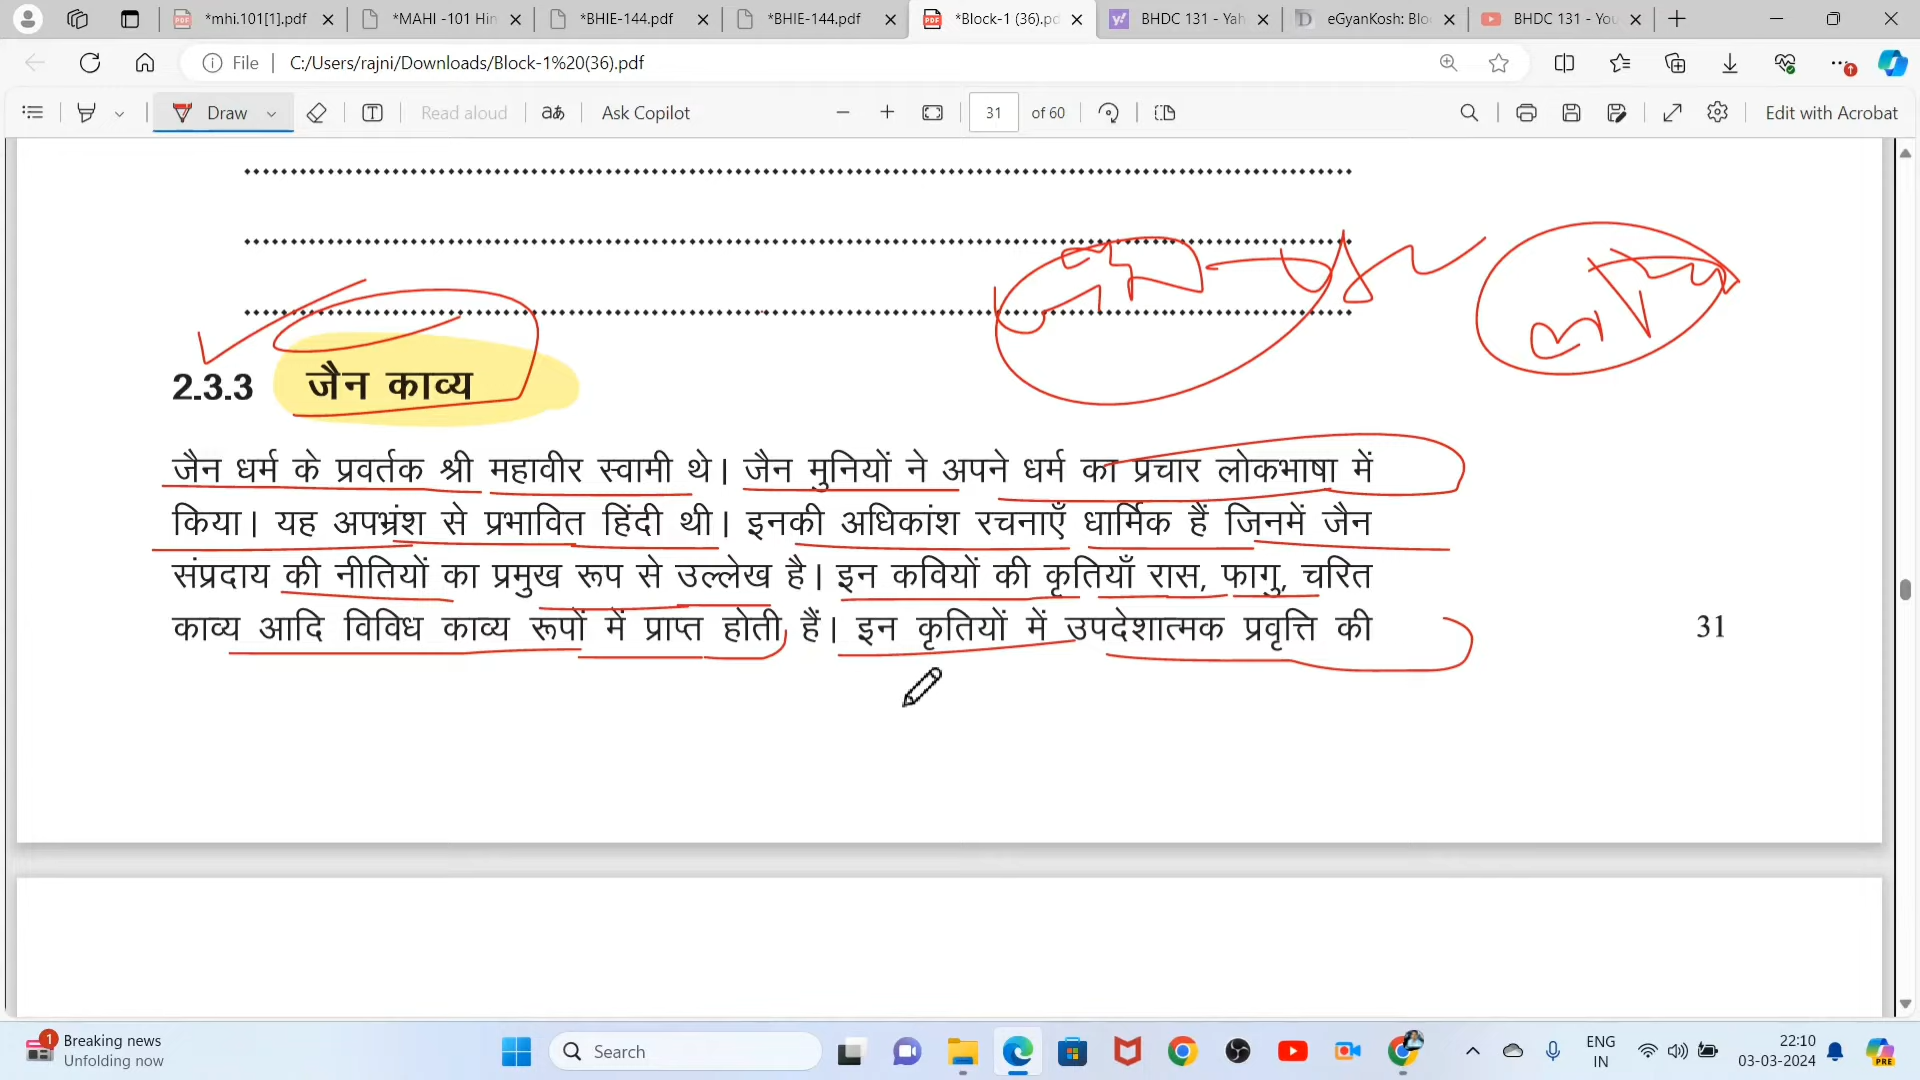 *mhi.101[1].pdf
*MAHI -101 Hin
*BHIE-144.pdf
*BHIE-144.pdf
*Block-1 (36).pd
BHDC 131 - Yah
eGyanKosh: Blo
BHDC 131 - You
File
C:/Users/rajni/Downloads/Block-1%20(36).pdf
Draw
Read aloud
Ask Copilot
31
of 60
Edit with Acrobat
2.3.3 जैन काव्य
जैन धर्म के प्रवर्तक श्री महावीर स्वामी थे। जैन मुनियों ने अपने धर्म का प्रचार लोकभाषा में
किया। यह अपभ्रंश से प्रभावित हिंदी थी। इनकी अधिकांश रचनाएँ धार्मिक हैं जिनमें जैन
संप्रदाय की नीतियों का प्रमुख रूप से उल्लेख है। इन कवियों की कृतियाँ रास, फागु, चरित
काव्य आदि विविध काव्य रूपों में प्राप्त होती हैं। इन कृतियों में उपदेशात्मक प्रवृत्ति की
31
1
Breaking news
Unfolding now
Search
ENG
IN
22:10
03-03-2024